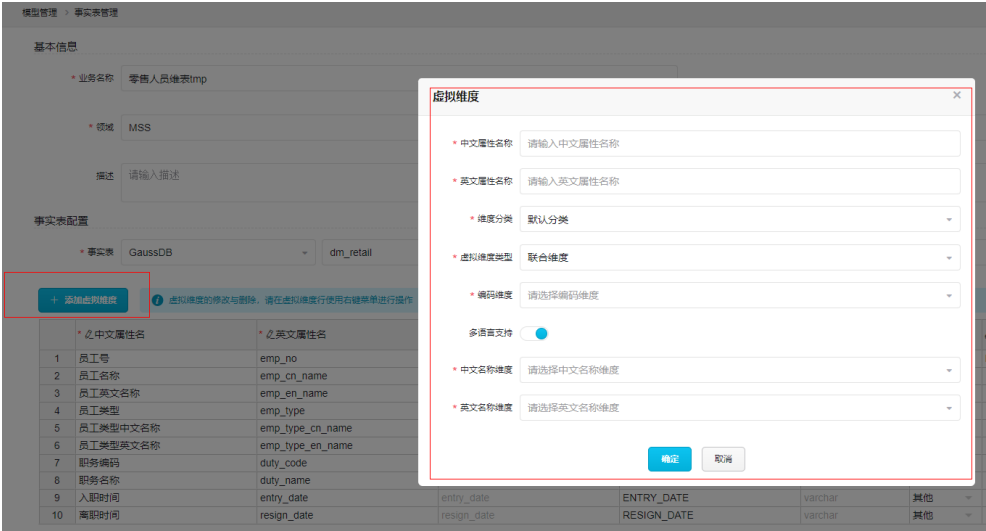 模型管理 > 事实表管理
基本信息
* 业务名称 零售人员维表tmp
* 领域 MSS
描述 请输入描述
事实表配置
* 事实表 GaussDB dm_retail
+ 添加虚拟维度 虚拟维度的修改与删除，请在虚拟维度行使用右键菜单进行操作
* 中文属性名 * 英文属性名
1 员工号 emp_no
2 员工名称 emp_cn_name
3 员工英文名称 emp_en_name
4 员工类型 emp_type
5 员工类型中文名称 emp_type_cn_name
6 员工类型英文名称 emp_type_en_name
7 职务编码 duty_code
8 职务名称 duty_name
9 入职时间 entry_date entry_date ENTRY_DATE varchar 其他
10 离职时间 resign_date resign_date RESIGN_DATE varchar 其他
虚拟维度 ×
* 中文属性名称 请输入中文属性名称
* 英文属性名称 请输入英文属性名称
* 维度分类 默认分类
* 虚拟维度类型 联合维度
* 编码维度 请选择编码维度
多语言支持
* 中文名称维度 请选择中文名称维度
* 英文名称维度 请选择英文名称维度
确定 取消